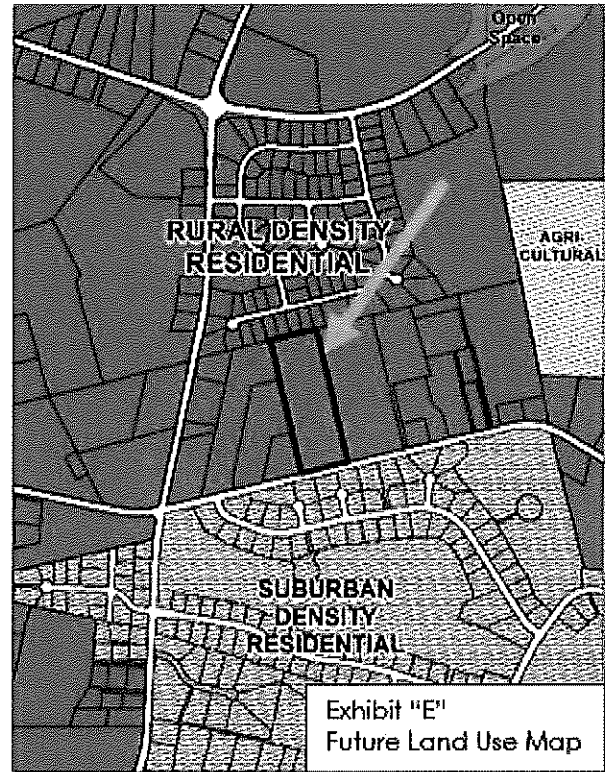 Open
Space
RURAL DENSITY
RESIDENTIAL
AGRI
CULTURAL
SUBURBAN
DENSITY
RESIDENTIAL
Exhibit "E"
Future Land Use Map